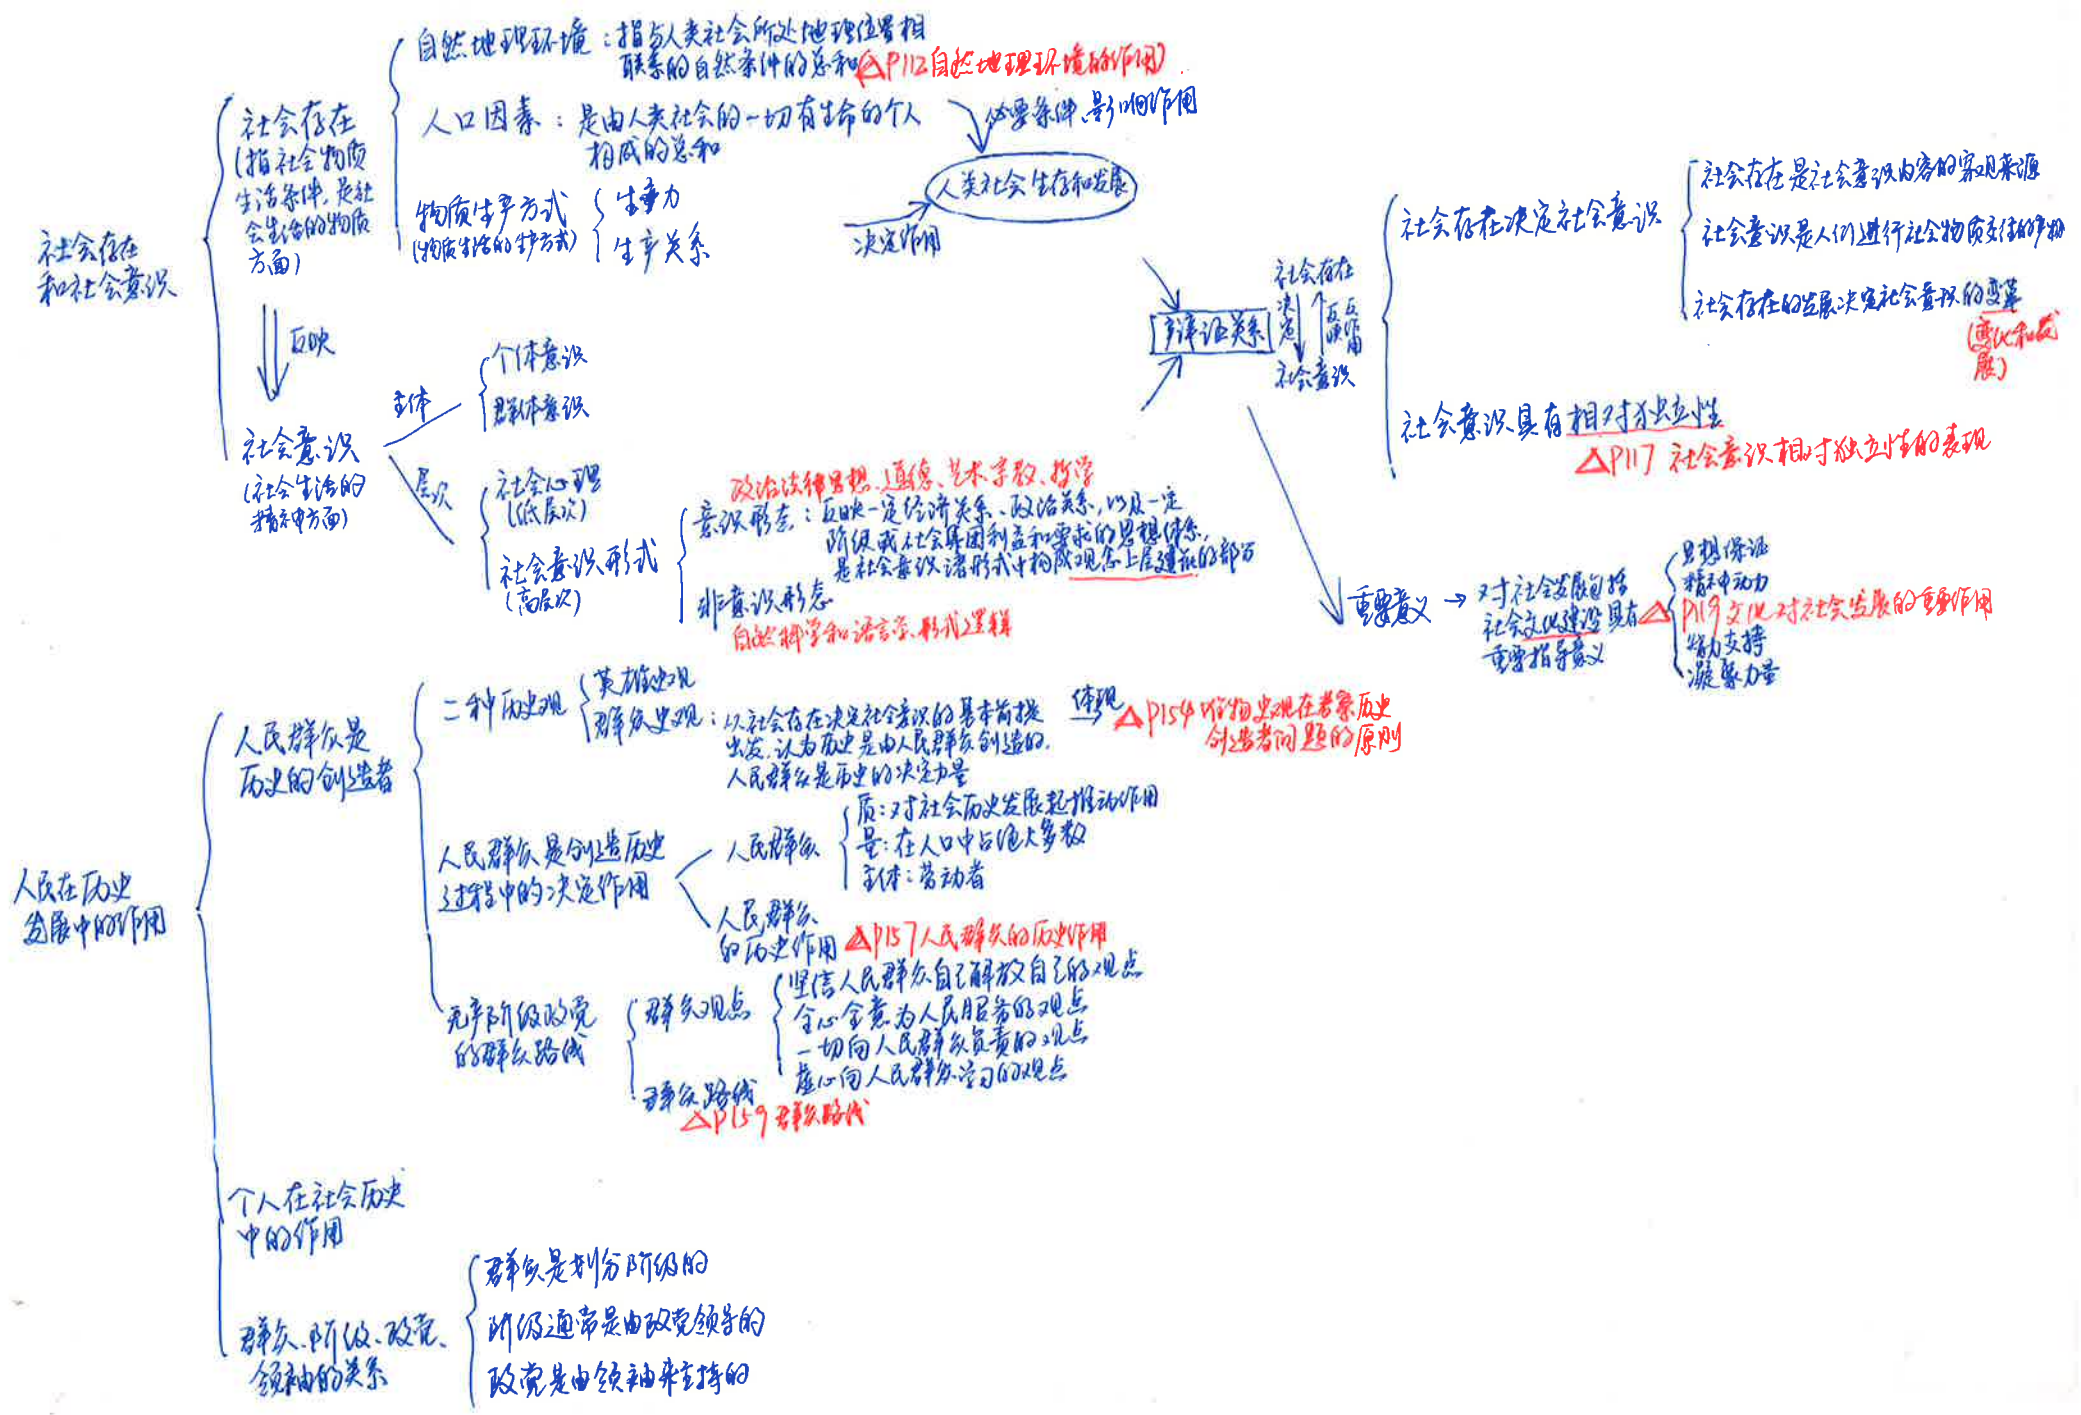 社会存在
和社会意识
社会存在
(指社会物质
生活条件,是社
会生活的物质
方面)
反映
社会意识
(社会生活的
精神方面)
自然地理环境:指与人类社会所处地理位置相
联系的自然条件的总和(△P112自然地理环境的作用)
人口因素:是由人类社会的一切有生命的个人
构成的总和
物质生产方式
(物质生活的生产方式)
生产力
生产关系
必要条件、影响作用
人类社会生存和发展
决定作用
主体
个体意识
群体意识
层次
社会心理
(低层次)
社会意识形式
(高层次)
政治法律思想、道德、艺术、宗教、哲学
意识形态:反映一定经济关系、政治关系,以及一定
阶级或社会集团利益和要求的思想体系,
是社会意识诸形式中构成观念上层建筑的部分
非意识形态
自然科学和语言学、形式逻辑
辩证关系
社会存在
决定
反映
反作用
社会意识
社会存在决定社会意识
社会存在是社会意识内容的客观来源
社会意识是人们进行社会物质交往的产物
社会存在的发展决定社会意识的变革
(变化和发
展)
社会意识具有相对独立性
△P117 社会意识相对独立性的表现
重要意义→
对社会发展包括
社会文化建设具有
重要指导意义
思想保证
精神动力
△P119文化对社会发展的重要作用
智力支持
凝聚力量
人民在历史
发展中的作用
人民群众是
历史的创造者
二种历史观
英雄史观
群众史观:以社会存在决定社会意识的基本前提
出发,认为历史是由人民群众创造的,
人民群众是历史的决定力量
体现
△P154唯物史观在考察历史
创造者问题的原则
人民群众是创造历史
过程中的决定作用
人民群众
质:对社会历史发展起推动作用
量:在人口中占绝大多数
主体:劳动者
人民群众
的历史作用 △P157人民群众的历史作用
无产阶级政党
的群众路线
群众观点
坚信人民群众自己解放自己的观点
全心全意为人民服务的观点
一切向人民群众负责的观点
虚心向人民群众学习的观点
群众路线
△P159群众路线
个人在社会历史
中的作用
群众、阶级、政党、
领袖的关系
群众是划分阶级的
阶级通常是由政党领导的
政党是由领袖来主持的